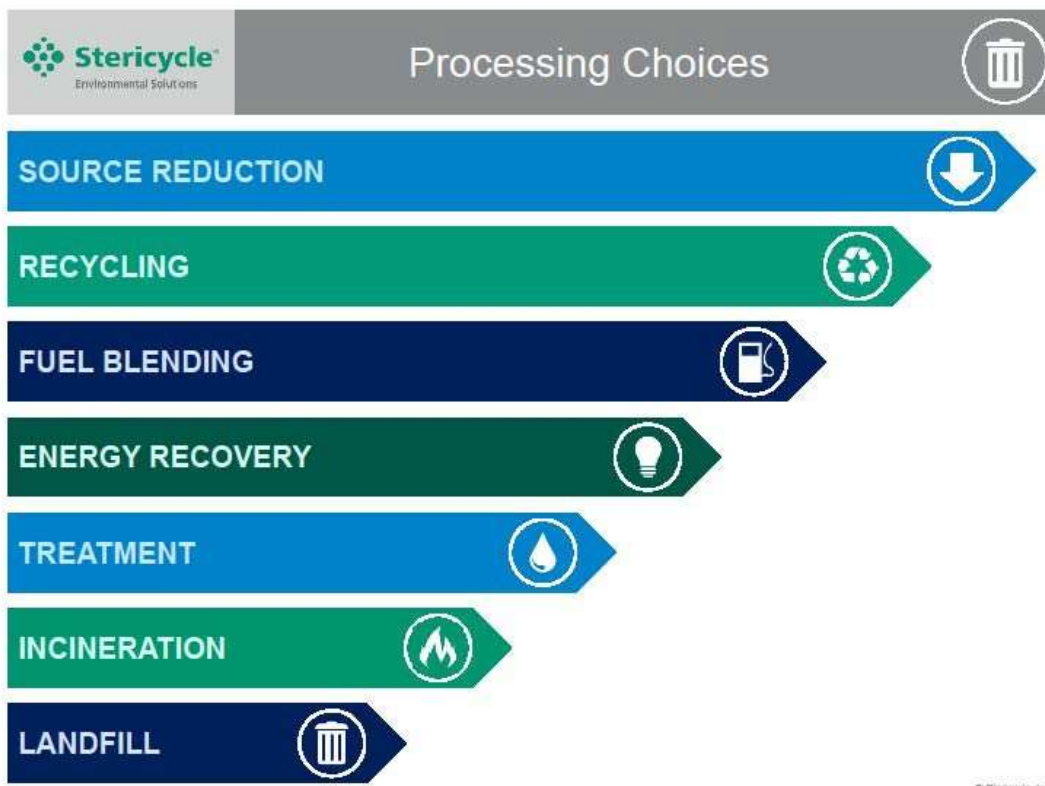 Stericycle
Environmental Solutions
Processing Choices
SOURCE REDUCTION
RECYCLING
FUEL BLENDING
ENERGY RECOVERY
TREATMENT
INCINERATION
LANDFILL